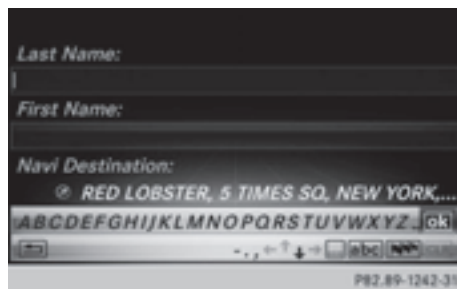 Last Name:
First Name:
Navi Destination:
RED LOBSTER, 5 TIMES SQ, NEW YORK,...
ABCDEFGHIJKLMNOPQRSTUVWXYZ_ ok
-., ←↑↓→ abc
P82.89-1242-31